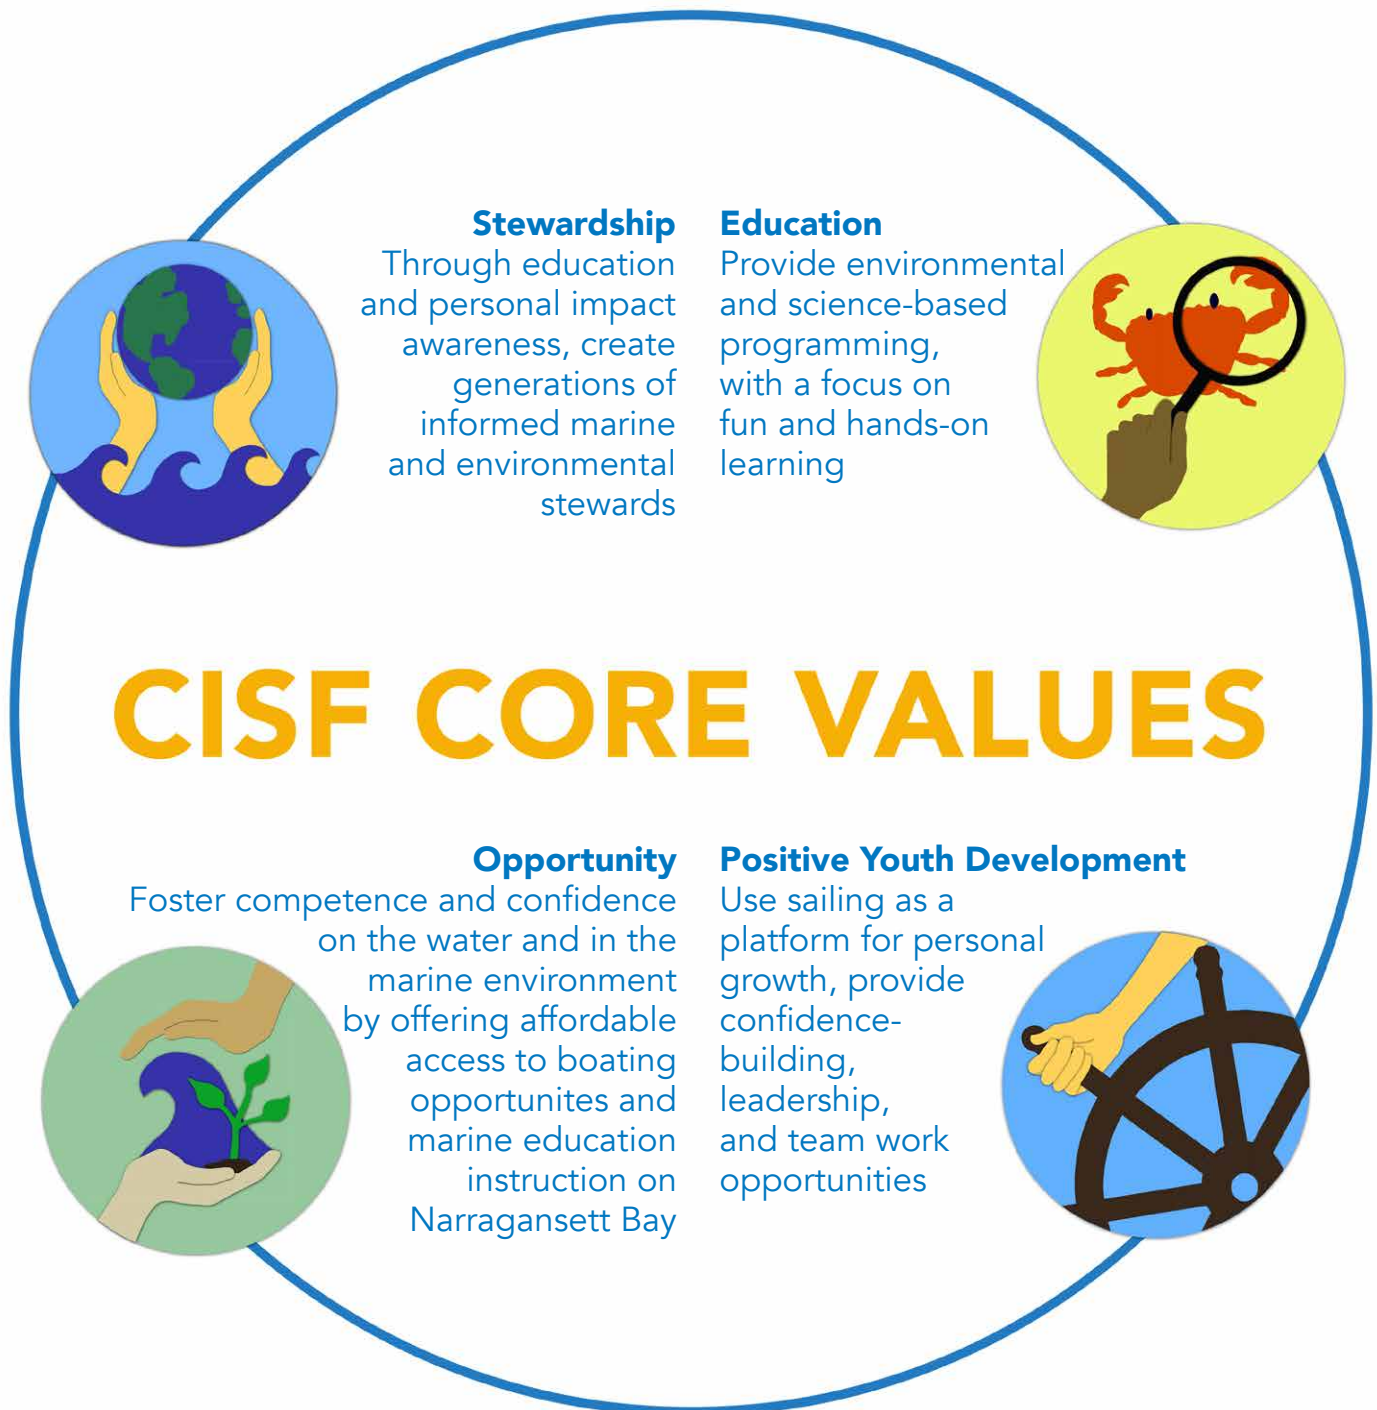 Stewardship
Through education
and personal impact
awareness, create
generations of
informed marine
and environmental
stewards
Education
Provide environmental
and science-based
programming,
with a focus on
fun and hands-on
learning
CISF CORE VALUES
Opportunity
Foster competence and confidence
on the water and in the
marine environment
by offering affordable
access to boating
opportunites and
marine education
instruction on
Narragansett Bay
Positive Youth Development
Use sailing as a
platform for personal
growth, provide
confidence-
building,
leadership,
and team work
opportunities